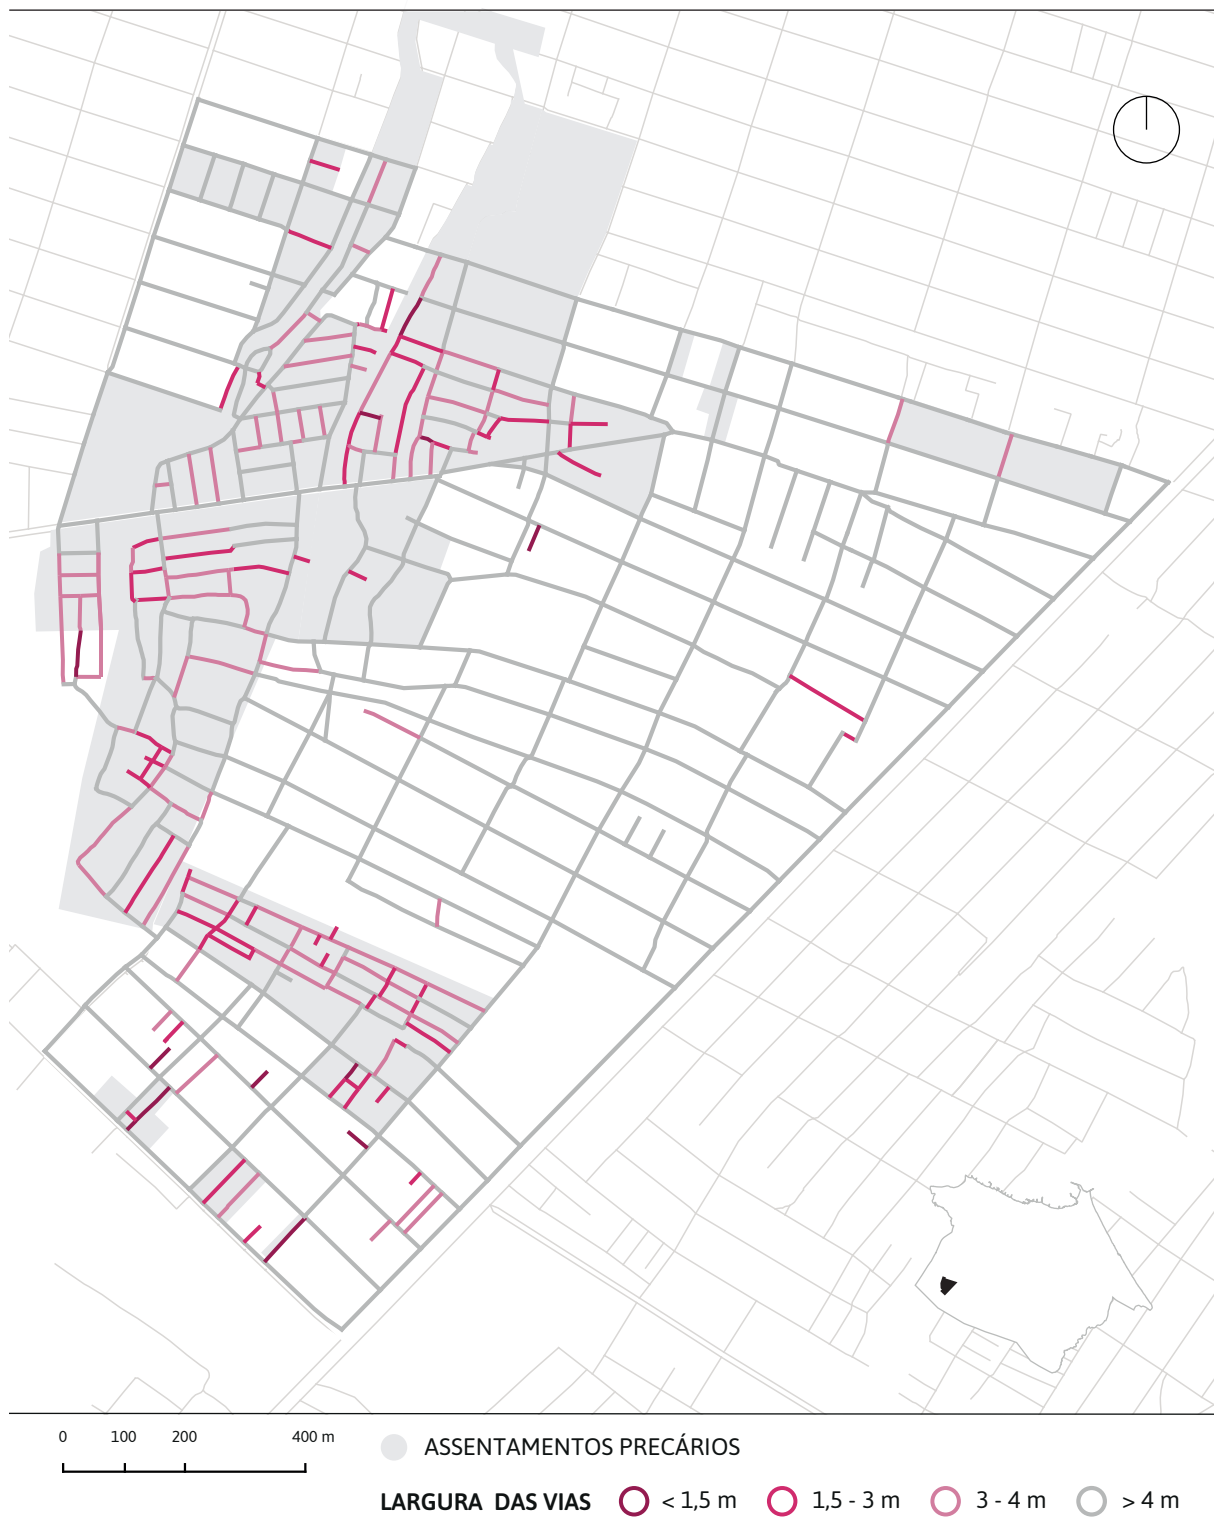 0 100 200 400 m
ASSENTAMENTOS PRECÁRIOS
LARGURA DAS VIAS < 1,5 m 1,5 - 3 m 3 - 4 m > 4 m